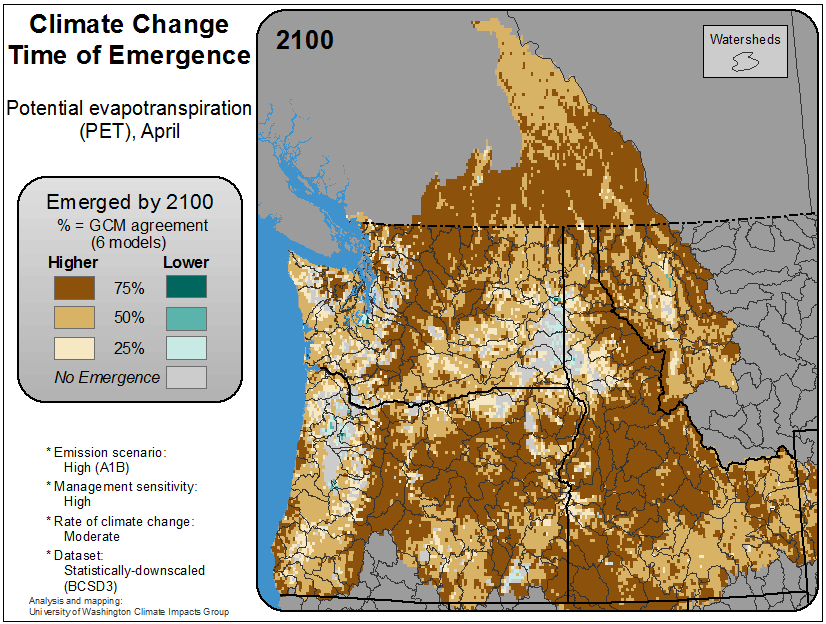 Climate Change
Time of Emergence
Potential evapotranspiration
(PET), April
Emerged by 2100
% = GCM agreement
(6 models)
Higher Lower
75%
50%
25%
No Emergence
* Emission scenario:
High (A1B)
* Management sensitivity:
High
* Rate of climate change:
Moderate
* Dataset:
Statistically-downscaled
(BCSD3)
Analysis and mapping:
University of Washington Climate Impacts Group
2100
Watersheds